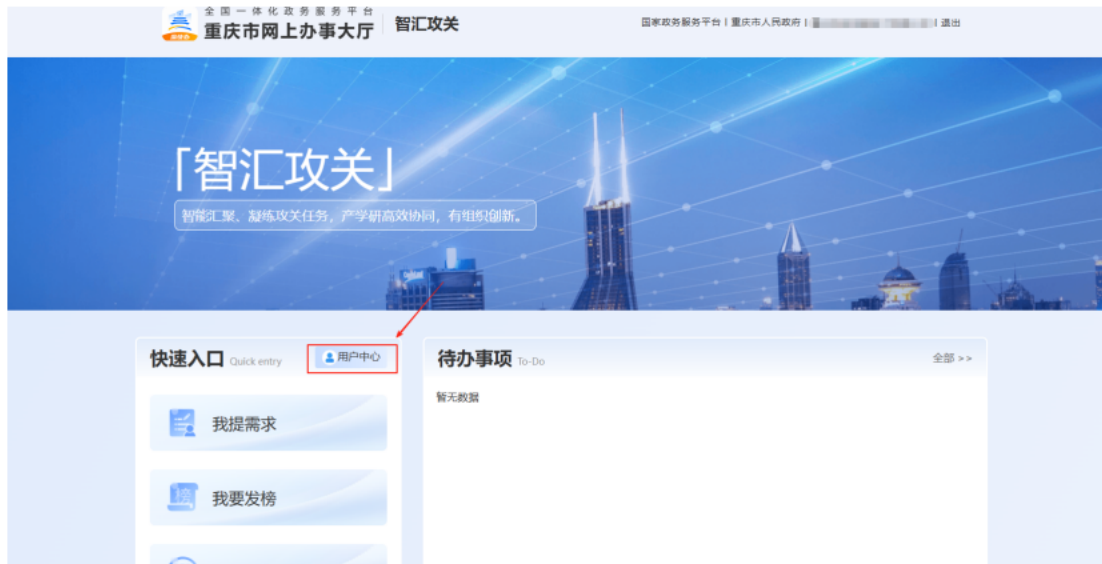 全国一体化政务服务平台
重庆市网上办事大厅 智汇攻关
国家政务服务平台 | 重庆市人民政府 | | 退出
「智汇攻关」
智能汇聚、凝练攻关任务，产学研高效协同，有组织创新。
快速入口 Quick entry 用户中心
待办事项 To-Do 全部 >>
暂无数据
我提需求
榜 我要发榜